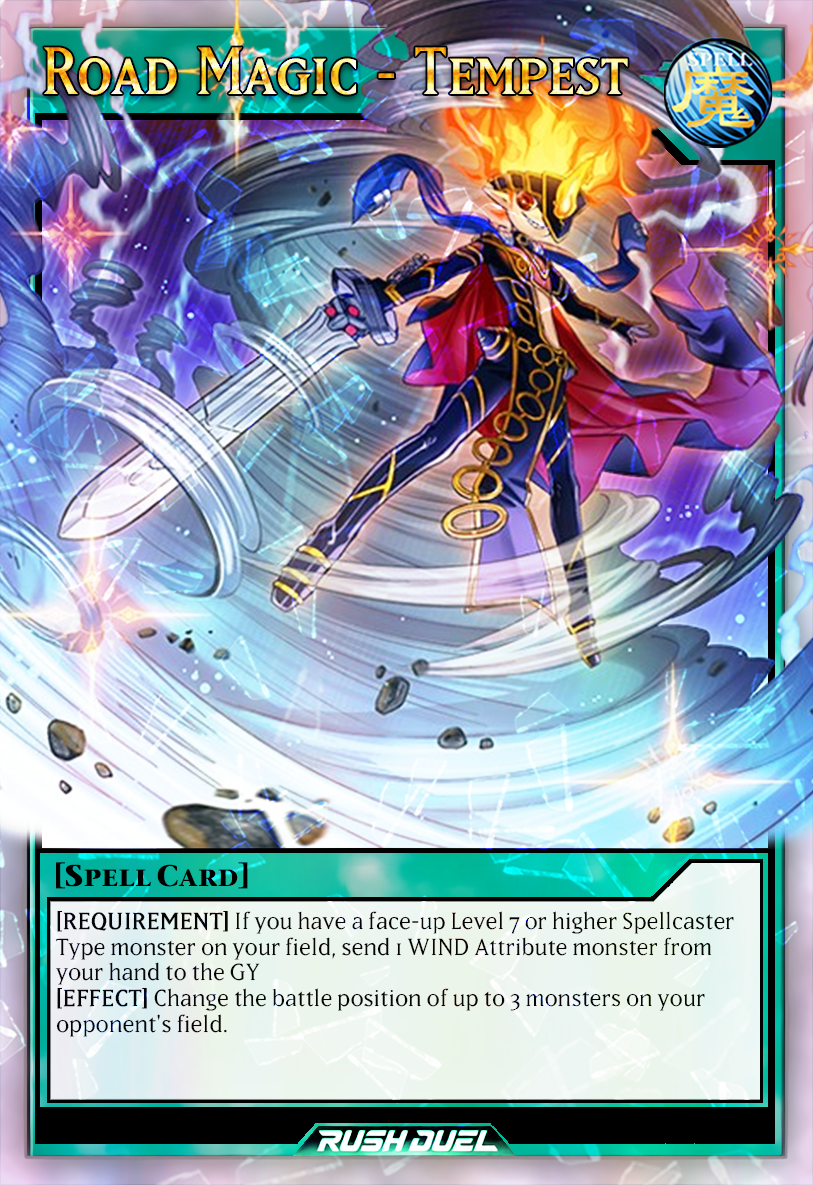 Road Magic - Tempest
SPELL
魔
[Spell Card]
[REQUIREMENT] If you have a face-up Level 7 or higher Spellcaster
Type monster on your field, send 1 WIND Attribute monster from
your hand to the GY
[EFFECT] Change the battle position of up to 3 monsters on your
opponent's field.
RUSH DUEL